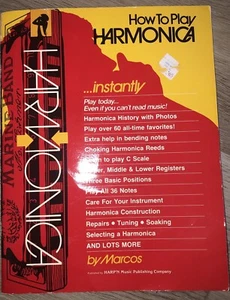 How To Play
HARMONICA
...instantly
Play today...
Even if you can't read music!
Harmonica History with Photos
Play over 60 all-time favorites!
Extra help in bending notes
Choking Harmonica Reeds
to play C Scale
Middle & Lower Registers
Three Basic Positions
Play All 36 Notes
Care For Your Instrument
Harmonica Construction
Repairs • Tuning • Soaking
Selecting a Harmonica
AND LOTS MORE
by Marcos
Music Publishing Company
MARINE BAND
HARMONICA